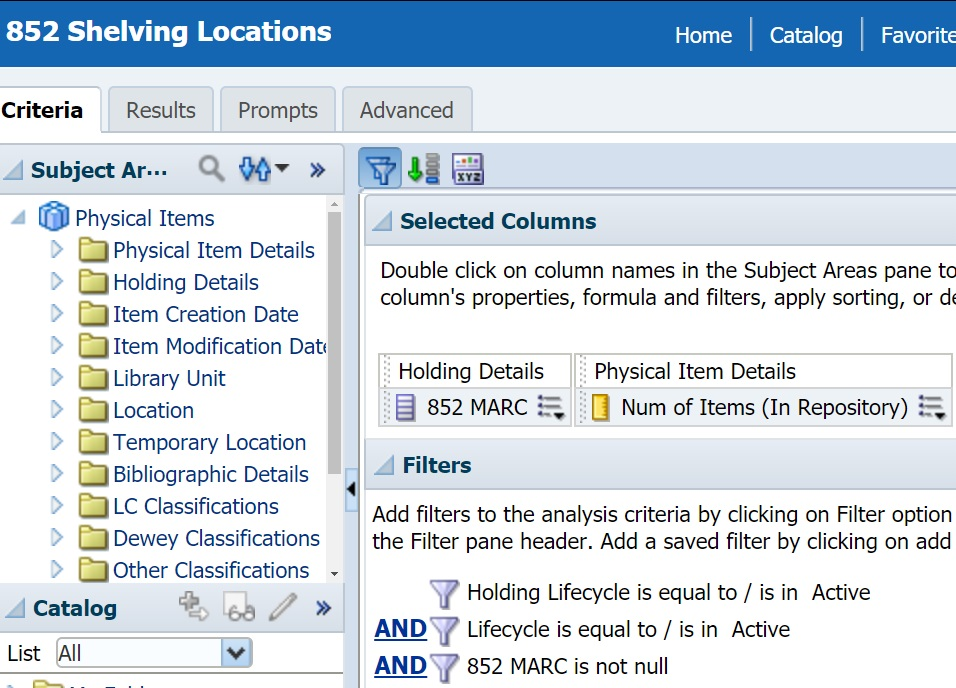 852 Shelving Locations
Home
Catalog
Favorite
Criteria
Results
Prompts
Advanced
Subject Ar...
XYZ
Physical Items
Physical Item Details
Holding Details
Item Creation Date
Item Modification Date
Library Unit
Location
Temporary Location
Bibliographic Details
LC Classifications
Dewey Classifications
Other Classifications
Catalog
List All
Selected Columns
Double click on column names in the Subject Areas pane to
column's properties, formula and filters, apply sorting, or de
Holding Details
Physical Item Details
852 MARC
Num of Items (In Repository)
Filters
Add filters to the analysis criteria by clicking on Filter option
the Filter pane header. Add a saved filter by clicking on add
Holding Lifecycle is equal to / is in Active
AND Lifecycle is equal to / is in Active
AND 852 MARC is not null